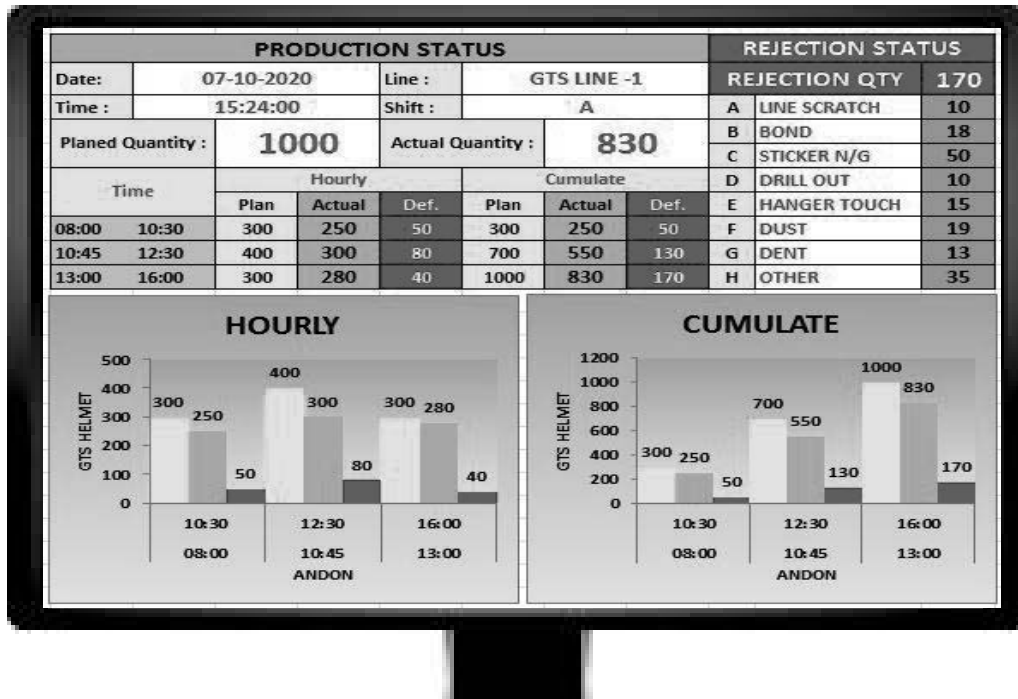 PRODUCTION STATUS
Date: 07-10-2020 Line : GTS LINE -1
Time : 15:24:00 Shift : A
Planed Quantity : 1000 Actual Quantity : 830
Time Hourly Cumulate
Plan Actual Def. Plan Actual Def.
08:00 10:30 300 250 50 300 250 50
10:45 12:30 400 300 80 700 550 130
13:00 16:00 300 280 40 1000 830 170
REJECTION STATUS
REJECTION QTY 170
A LINE SCRATCH 10
B BOND 18
C STICKER N/G 50
D DRILL OUT 10
E HANGER TOUCH 15
F DUST 19
G DENT 13
H OTHER 35
HOURLY
GTS HELMET
500
400
300
200
100
0
300 250 50
400 300 80
300 280 40
10:30 12:30 16:00
08:00 10:45 13:00
ANDON
CUMULATE
GTS HELMET
1200
1000
800
600
400
200
0
300 250 50
700 550 130
1000 830 170
10:30 12:30 16:00
08:00 10:45 13:00
ANDON